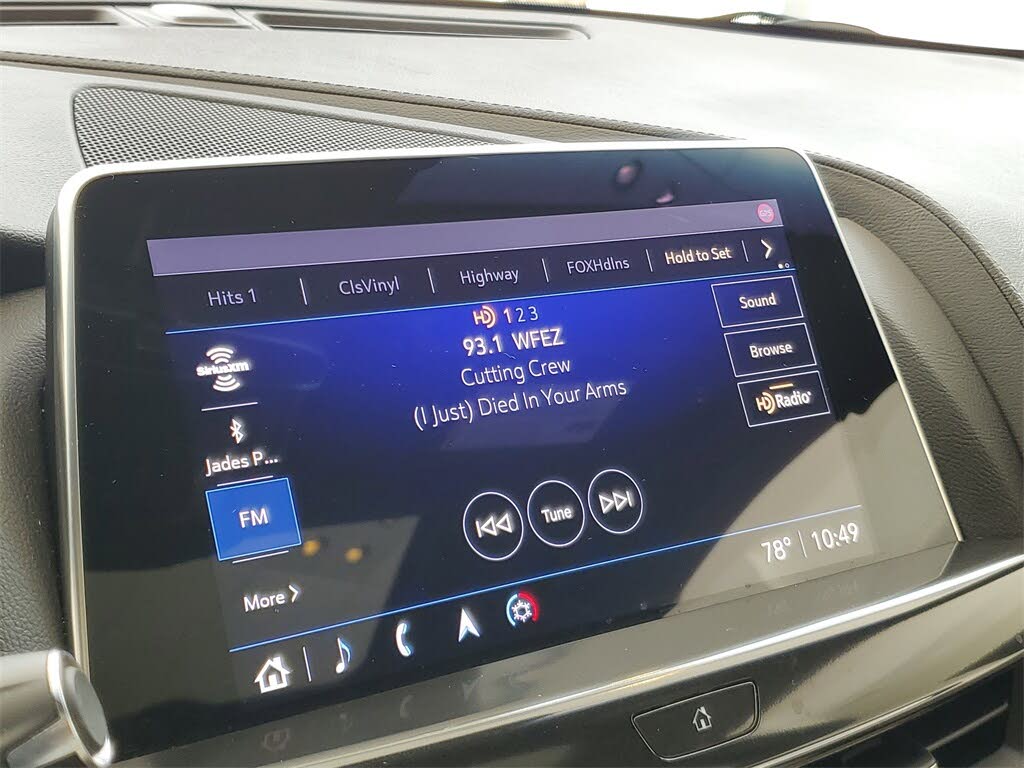 Hits 1
ClsVinyl
Highway
FOXHdlns
Hold to Set
HD 1 2 3
93.1 WFEZ
Cutting Crew
(I Just) Died In Your Arms
Sound
Browse
HD Radio
SiriusXM
Jades P...
FM
More
Tune
78° 10:49